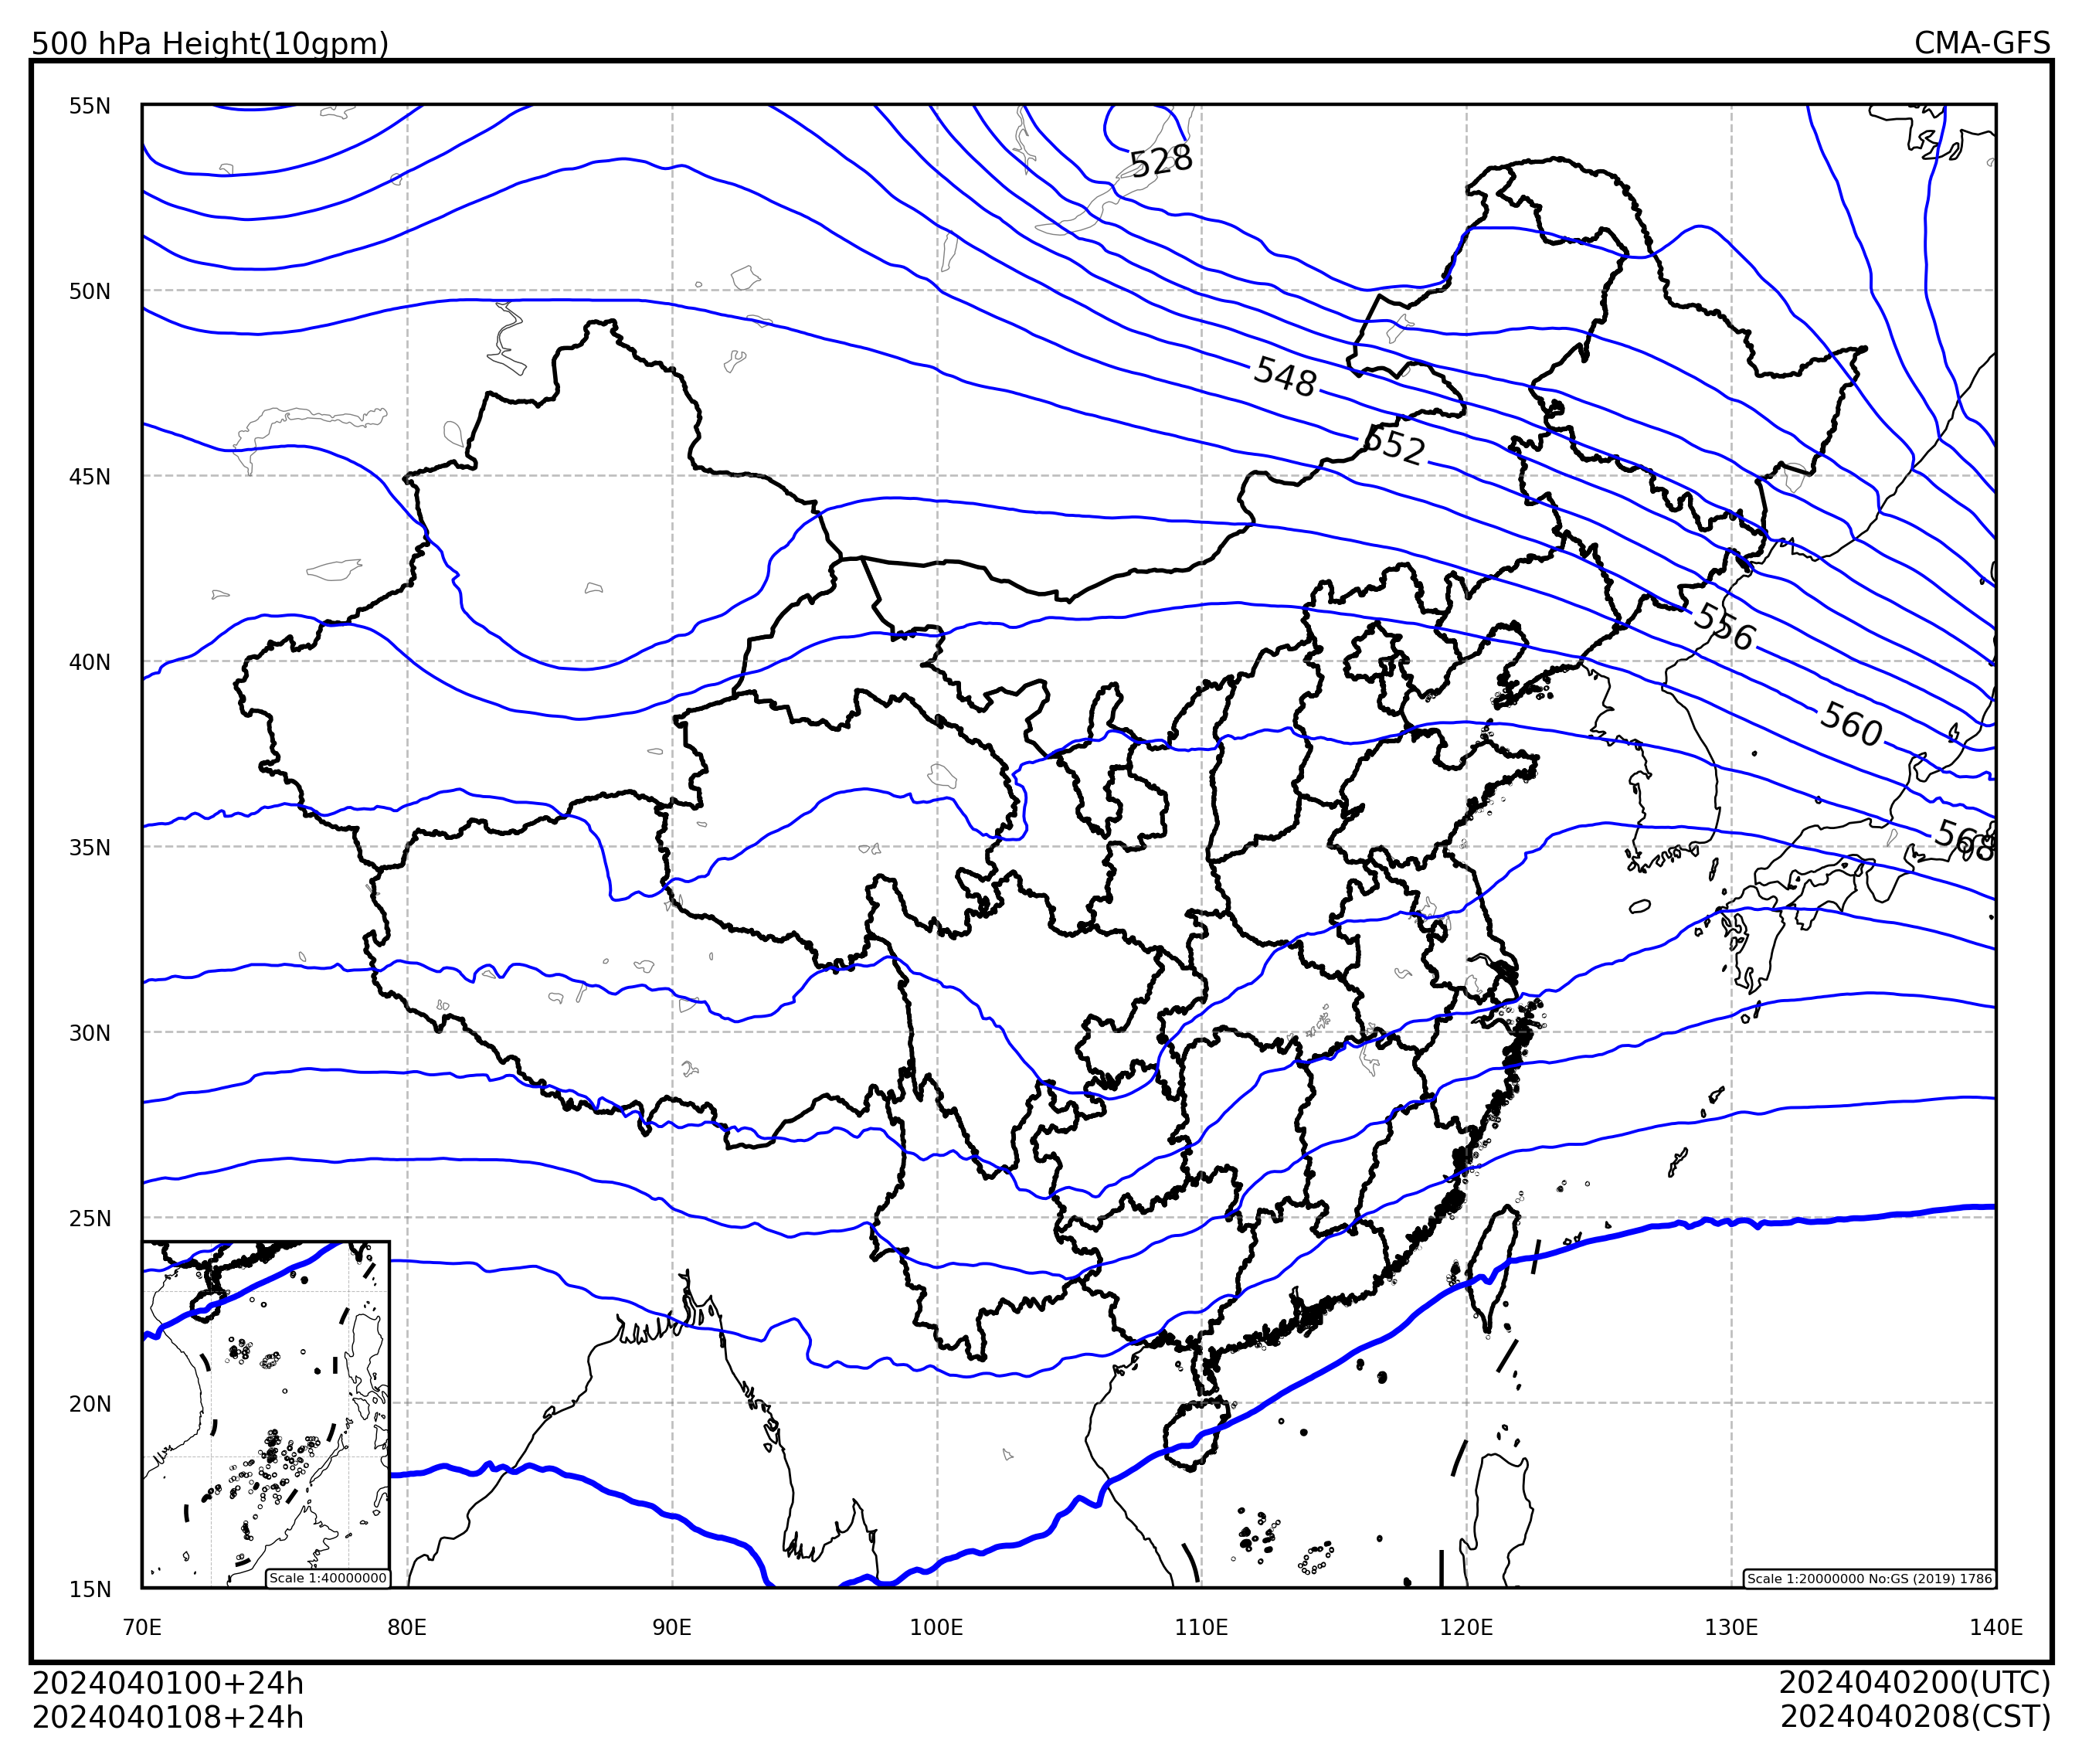 500 hPa Height(10gpm)
CMA-GFS
55N
528
50N
548
552
45N
556
40N
560
568
35N
30N
25N
20N
Scale 1:40000000
Scale 1:20000000 No:GS (2019) 1786
15N
70E 80E 90E 100E 110E 120E 130E 140E
2024040100+24h
2024040200(UTC)
2024040108+24h
2024040208(CST)